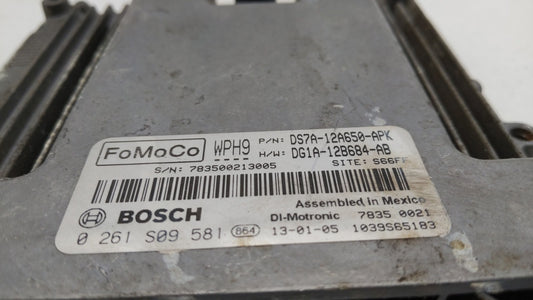 FoMoCo WPH9 P/N: DS7A-12A650-APK
H/W: DG1A-12B684-AB
S/N: 783500213005 SITE: S66FF
Assembled in Mexico
BOSCH DI-Motronic 7835 0021
0 261 S09 581 864 13-01-05 1039S65183